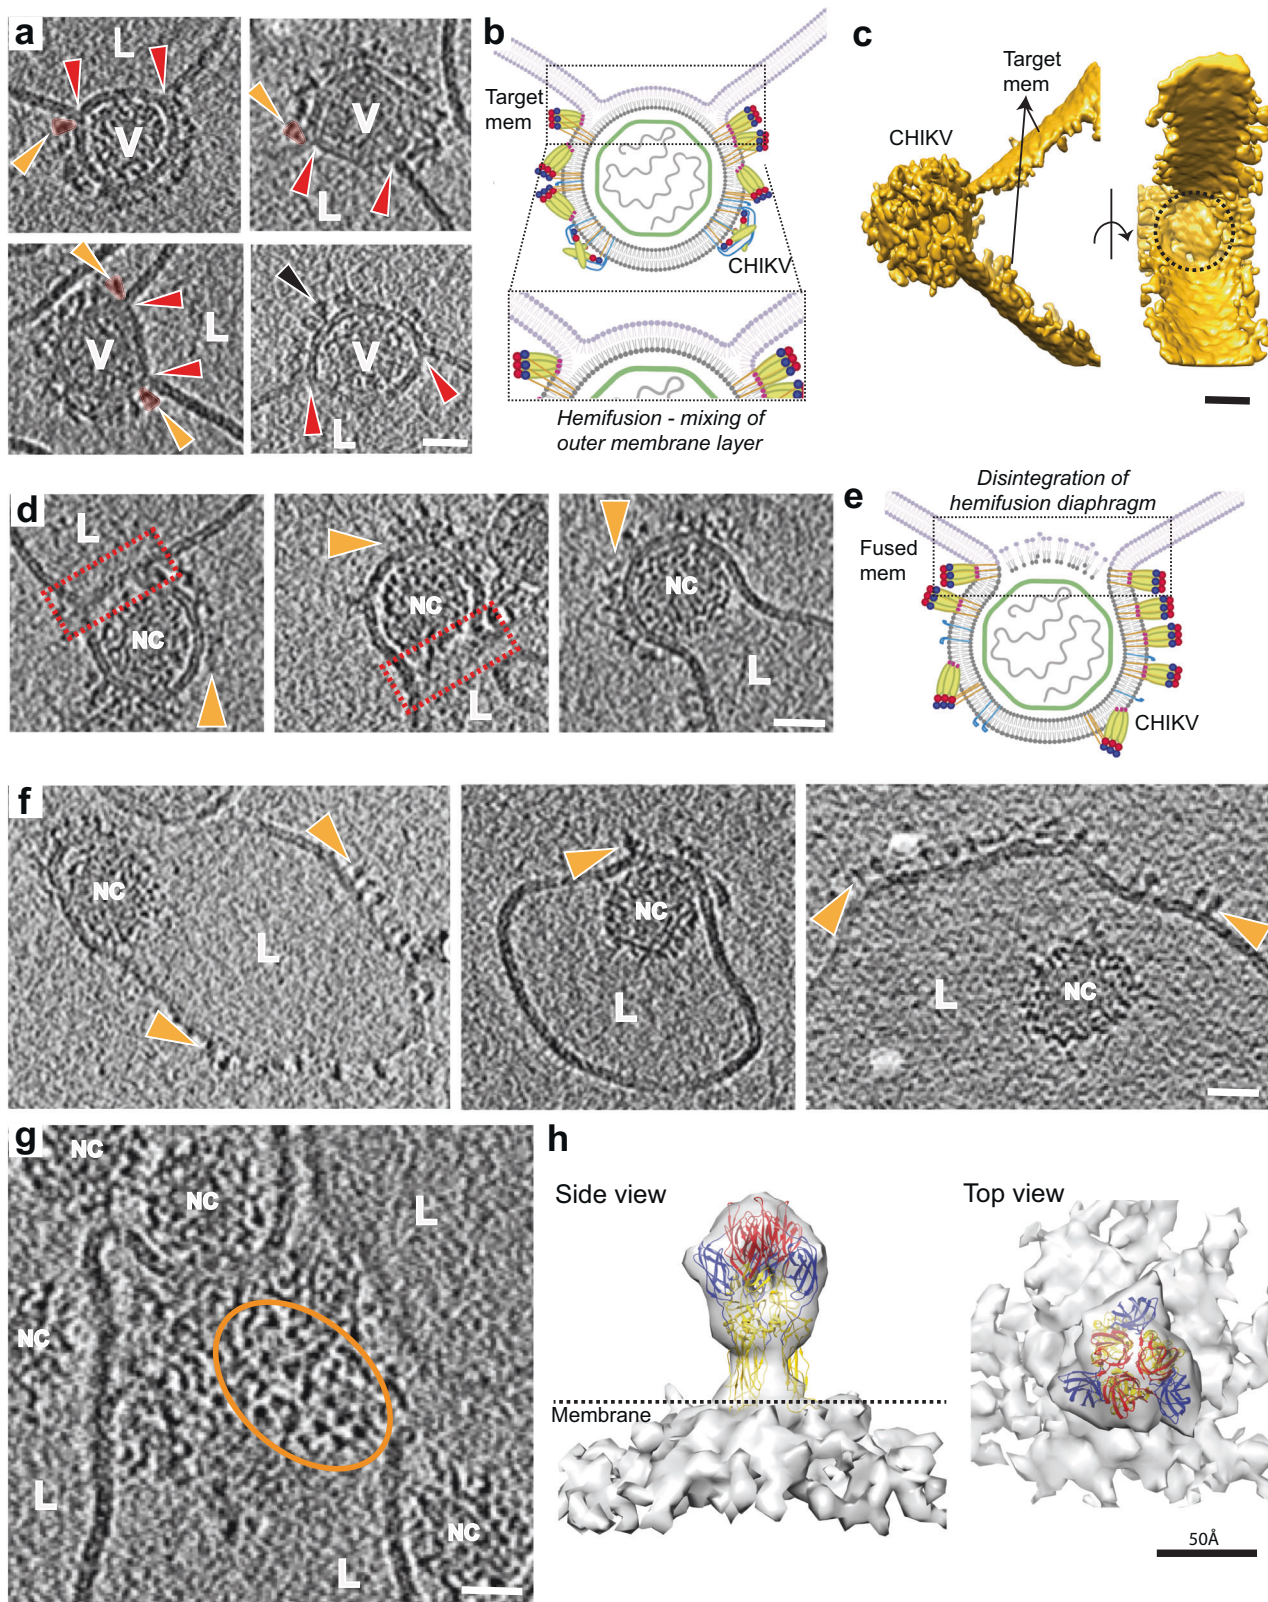 a
L
V
V
L
V
L
V
L
b
Target
mem
CHIKV
Hemifusion - mixing of
outer membrane layer
c
Target
mem
CHIKV
d
L
NC
NC
L
NC
L
e
Disintegration of
hemifusion diaphragm
Fused
mem
CHIKV
f
NC
L
NC
L
L
NC
g
NC
NC
L
NC
L
NC
L
h
Side view
Top view
Membrane
50Å